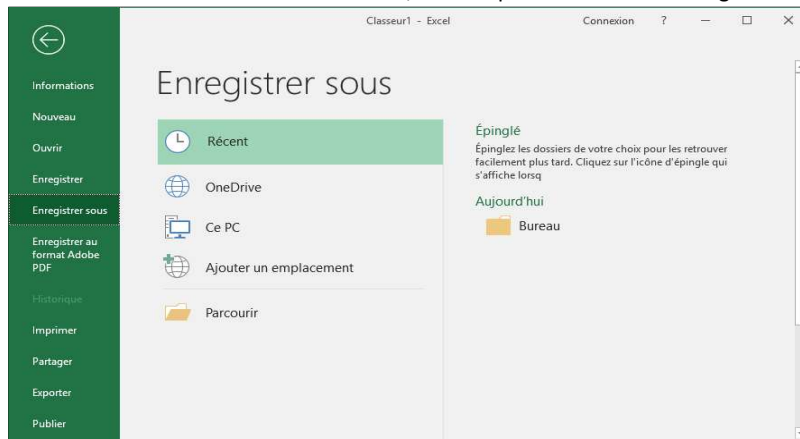 Classeur1 - Excel
Connexion ?
Informations
Nouveau
Ouvrir
Enregistrer
Enregistrer sous
Enregistrer au
format Adobe
PDF
Historique
Imprimer
Partager
Exporter
Publier
Enregistrer sous
Récent
OneDrive
Ce PC
Ajouter un emplacement
Parcourir
Épinglé
Épinglez les dossiers de votre choix pour les retrouver
facilement plus tard. Cliquez sur l'icône d'épingle qui
s'affiche lorsq
Aujourd'hui
Bureau